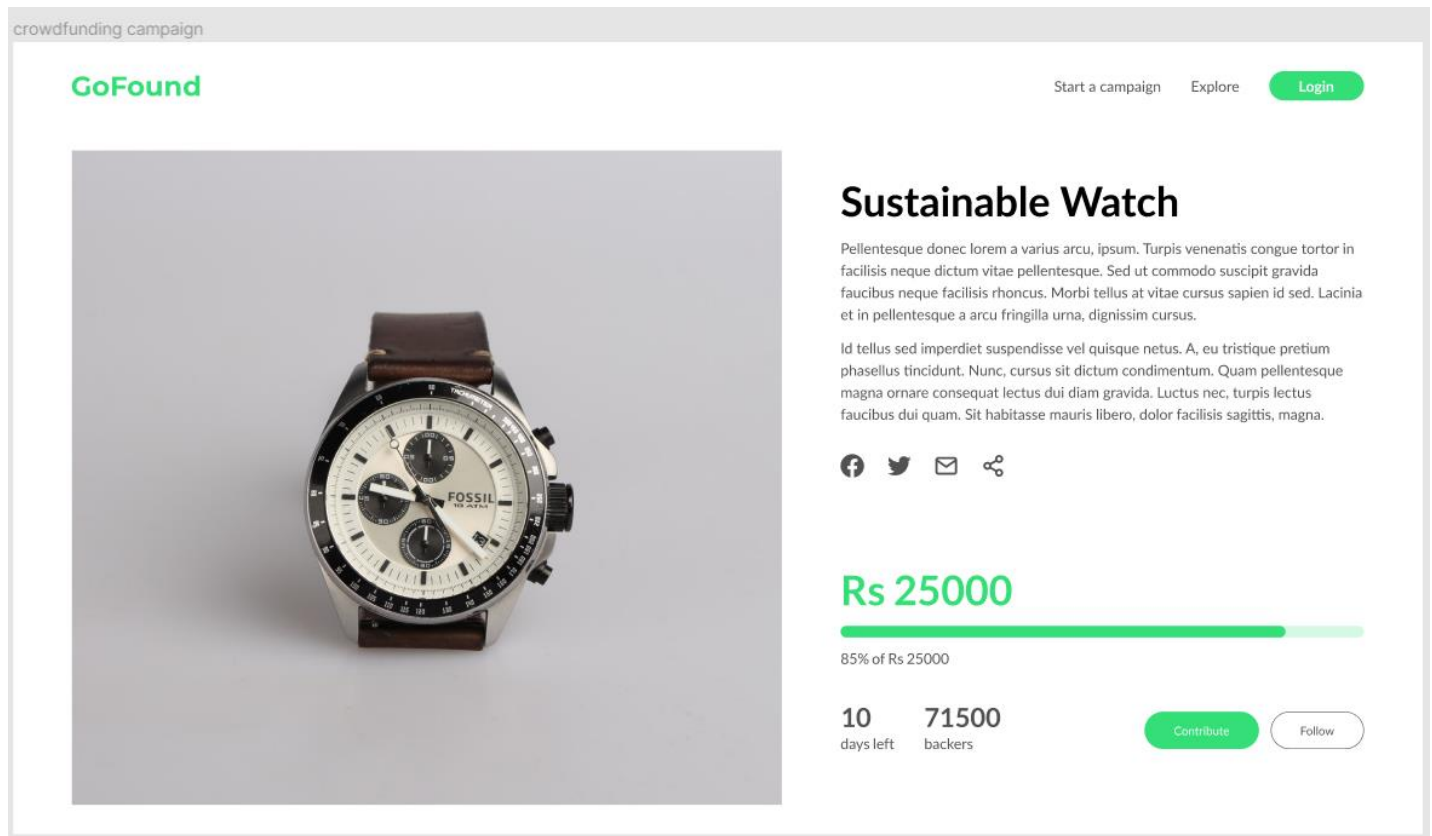 crowdfunding campaign
GoFound
Start a campaign
Explore
Login
Sustainable Watch
Pellentesque donec lorem a varius arcu, ipsum. Turpis venenatis congue tortor in
facilisis neque dictum vitae pellentesque. Sed ut commodo suscipit gravida
faucibus neque facilisis rhoncus. Morbi tellus at vitae cursus sapien id sed. Lacinia
et in pellentesque a arcu fringilla urna, dignissim cursus.
Id tellus sed imperdiet suspendisse vel quisque netus. A, eu tristique pretium
phasellus tincidunt. Nunc, cursus sit dictum condimentum. Quam pellentesque
magna ornare consequat lectus dui diam gravida. Luctus nec, turpis lectus
faucibus dui quam. Sit habitasse mauris libero, dolor facilisis sagittis, magna.
TACHYMETER
FOSSIL
10 ATM
Rs 25000
85% of Rs 25000
10
days left
71500
backers
Contribute
Follow